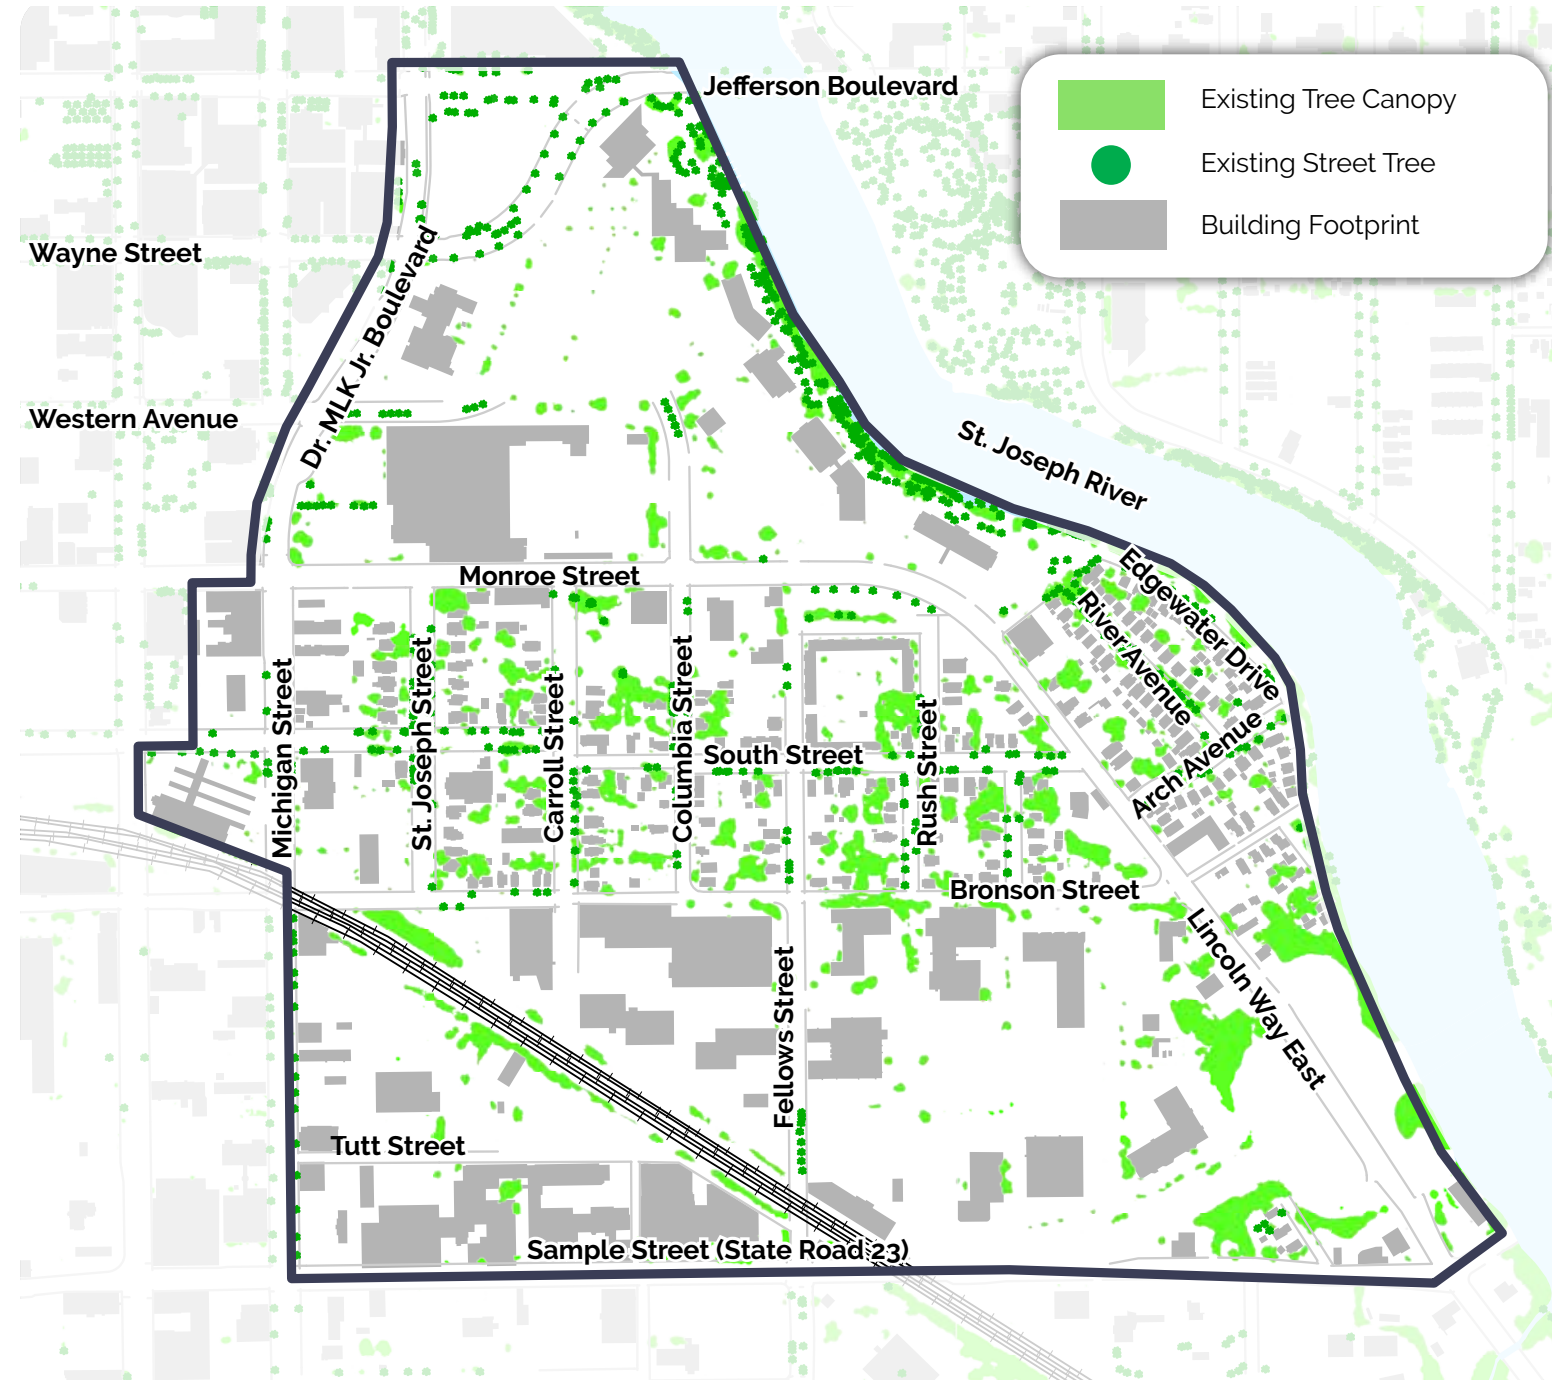 Jefferson Boulevard
Existing Tree Canopy
Existing Street Tree
Building Footprint
Wayne Street
Dr. MLK Jr. Boulevard
Western Avenue
St. Joseph River
Monroe Street
Edgewater Drive
River Avenue
Arch Avenue
Michigan Street
St. Joseph Street
Carroll Street
Columbia Street
South Street
Rush Street
Bronson Street
Lincoln Way East
Fellows Street
Tutt Street
Sample Street (State Road 23)